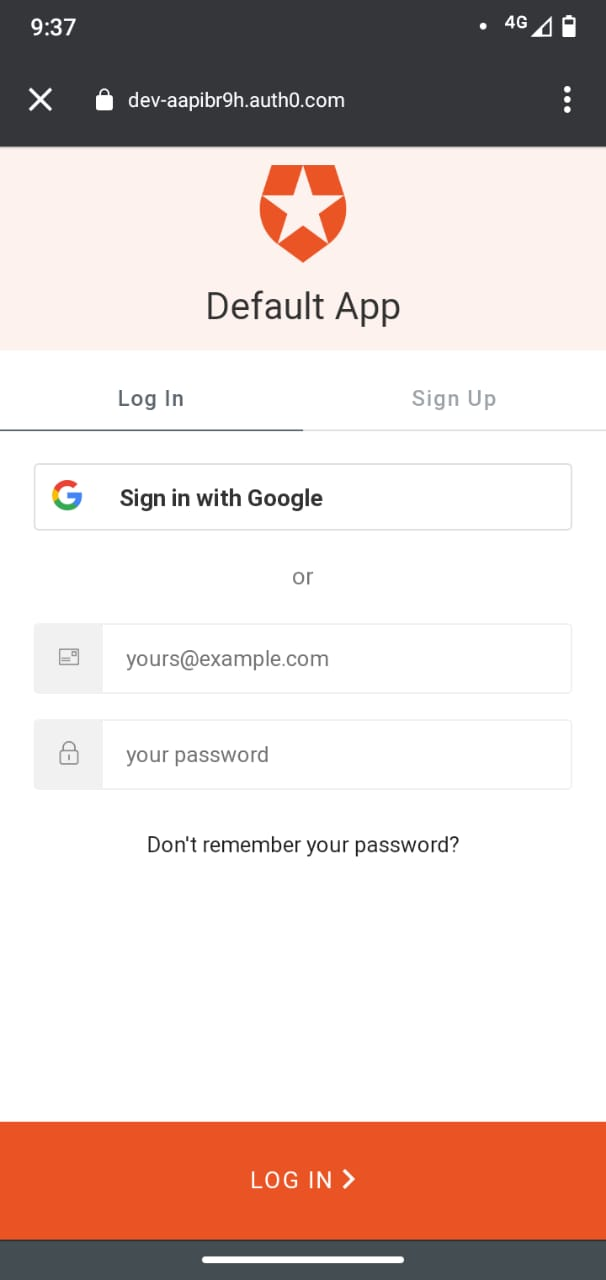 9:37
4G
dev-aapibr9h.auth0.com
Default App
Log In
Sign Up
Sign in with Google
or
yours@example.com
your password
Don't remember your password?
LOG IN